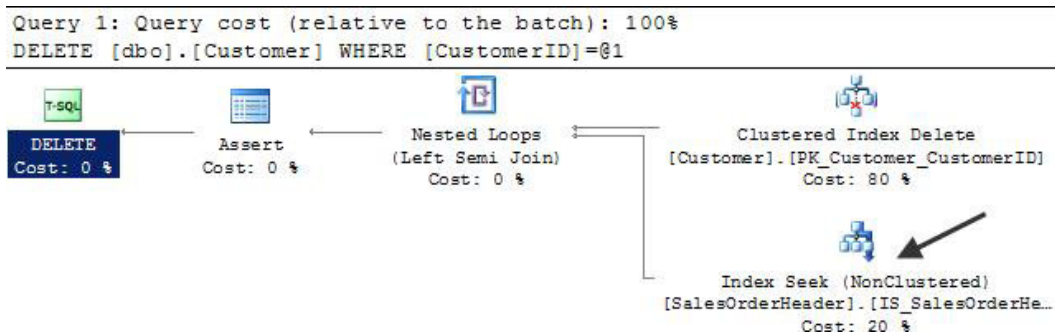 Query 1: Query cost (relative to the batch): 100%
DELETE [dbo].[Customer] WHERE [CustomerID]=@1
T-SQL
DELETE
Cost: 0 %
Assert
Cost: 0 %
Nested Loops
(Left Semi Join)
Cost: 0 %
Clustered Index Delete
[Customer].[PK_Customer_CustomerID]
Cost: 80 %
Index Seek (NonClustered)
[SalesOrderHeader].[IS_SalesOrderHe…
Cost: 20 %